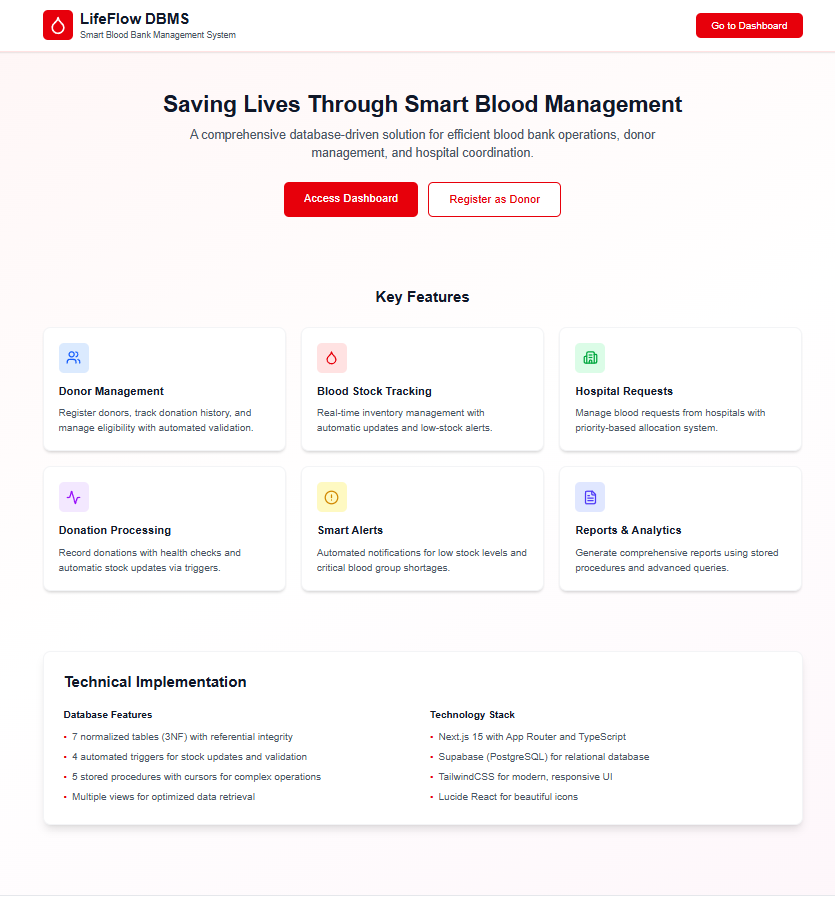 LifeFlow DBMS
Smart Blood Bank Management System
Go to Dashboard
Saving Lives Through Smart Blood Management
A comprehensive database-driven solution for efficient blood bank operations, donor
management, and hospital coordination.
Access Dashboard
Register as Donor
Key Features
Donor Management
Register donors, track donation history, and
manage eligibility with automated validation.
Blood Stock Tracking
Real-time inventory management with
automatic updates and low-stock alerts.
Hospital Requests
Manage blood requests from hospitals with
priority-based allocation system.
Donation Processing
Record donations with health checks and
automatic stock updates via triggers.
Smart Alerts
Automated notifications for low stock levels and
critical blood group shortages.
Reports & Analytics
Generate comprehensive reports using stored
procedures and advanced queries.
Technical Implementation
Database Features
• 7 normalized tables (3NF) with referential integrity
• 4 automated triggers for stock updates and validation
• 5 stored procedures with cursors for complex operations
• Multiple views for optimized data retrieval
Technology Stack
• Next.js 15 with App Router and TypeScript
• Supabase (PostgreSQL) for relational database
• TailwindCSS for modern, responsive UI
• Lucide React for beautiful icons